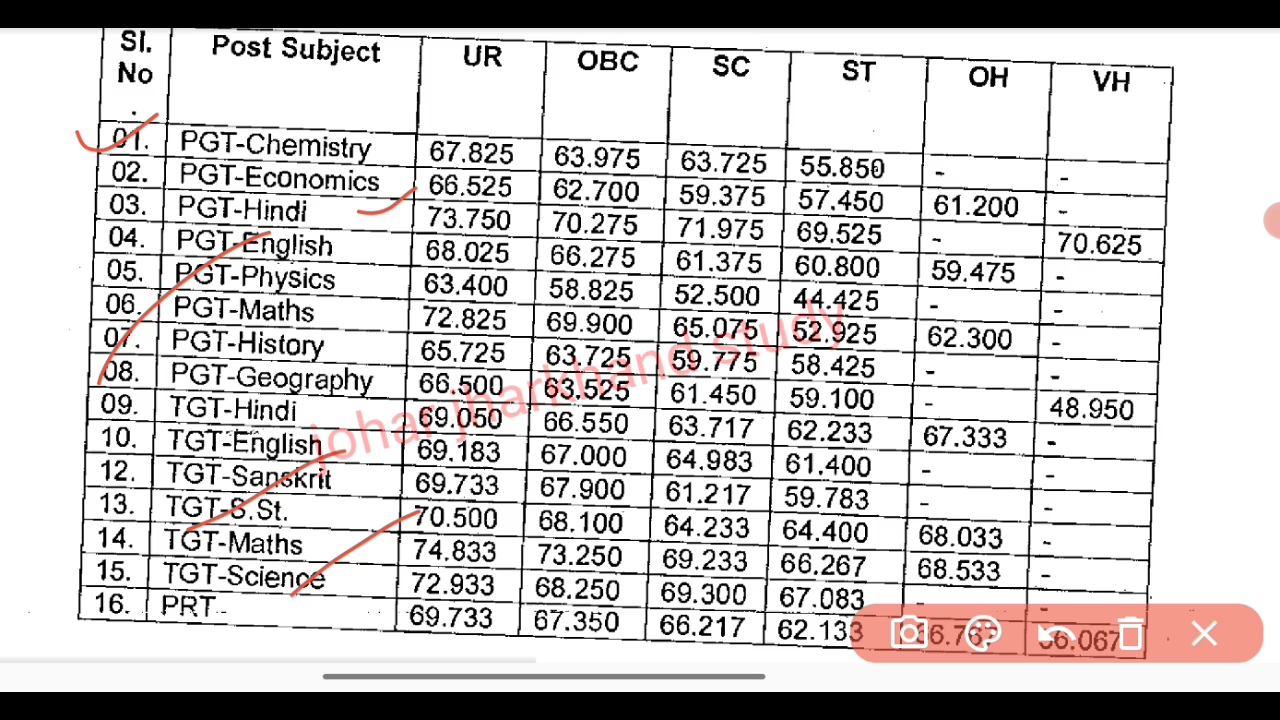 Sl. No . Post Subject UR OBC SC ST OH VH
01. PGT-Chemistry 67.825 63.975 63.725 55.850 - -
02. PGT-Economics 66.525 62.700 59.375 57.450 61.200 -
03. PGT-Hindi 73.750 70.275 71.975 69.525 - 70.625
04. PGT-English 68.025 66.275 61.375 60.800 59.475 -
05. PGT-Physics 63.400 58.825 52.500 44.425 - -
06. PGT-Maths 72.825 69.900 65.075 52.925 62.300 -
07. PGT-History 65.725 63.725 59.775 58.425 - -
08. PGT-Geography 66.500 63.525 61.450 59.100 - 48.950
09. TGT-Hindi 69.050 66.550 63.717 62.233 67.333 -
10. TGT-English 69.183 67.000 64.983 61.400 - -
12. TGT-Sanskrit 69.733 67.900 61.217 59.783 - -
13. TGT-S.St. 70.500 68.100 64.233 64.400 68.033 -
14. TGT-Maths 74.833 73.250 69.233 66.267 68.533 -
15. TGT-Science 72.933 68.250 69.300 67.083 - -
16. PRT 69.733 67.350 66.217 62.133
johar jharkhand study